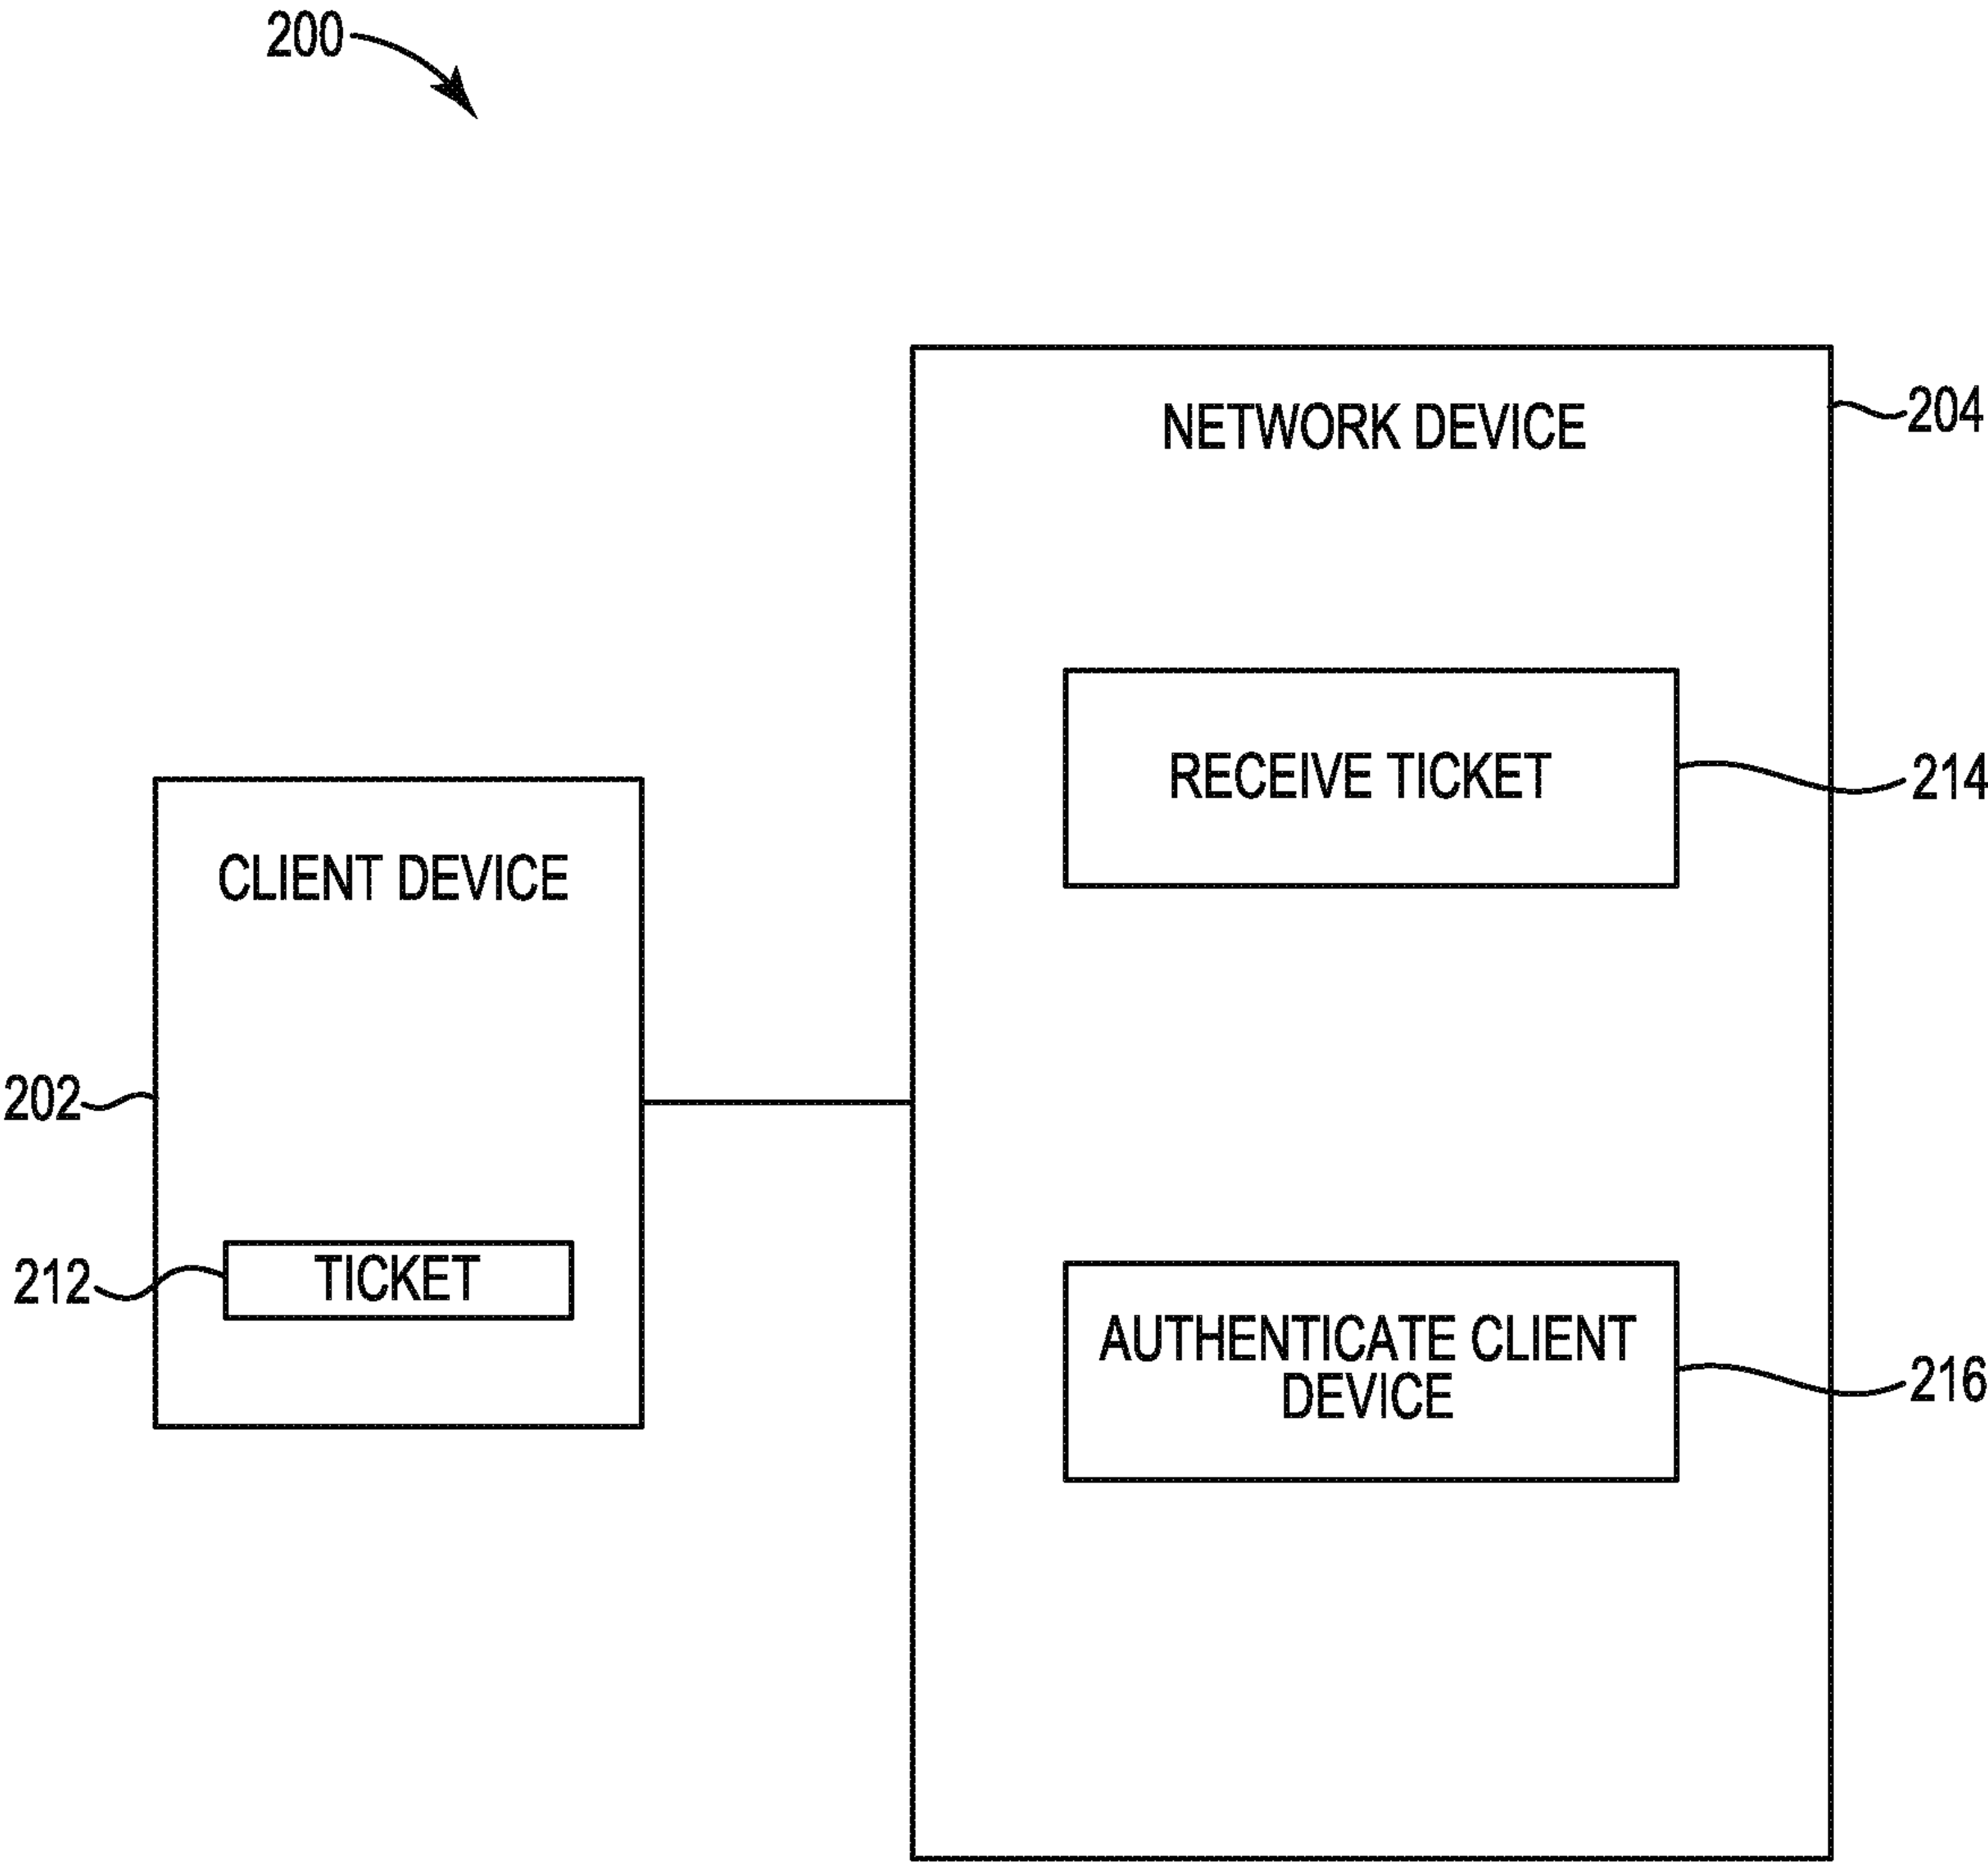 200
NETWORK DEVICE
204
RECEIVE TICKET
214
CLIENT DEVICE
202
TICKET
212
AUTHENTICATE CLIENT
DEVICE
216